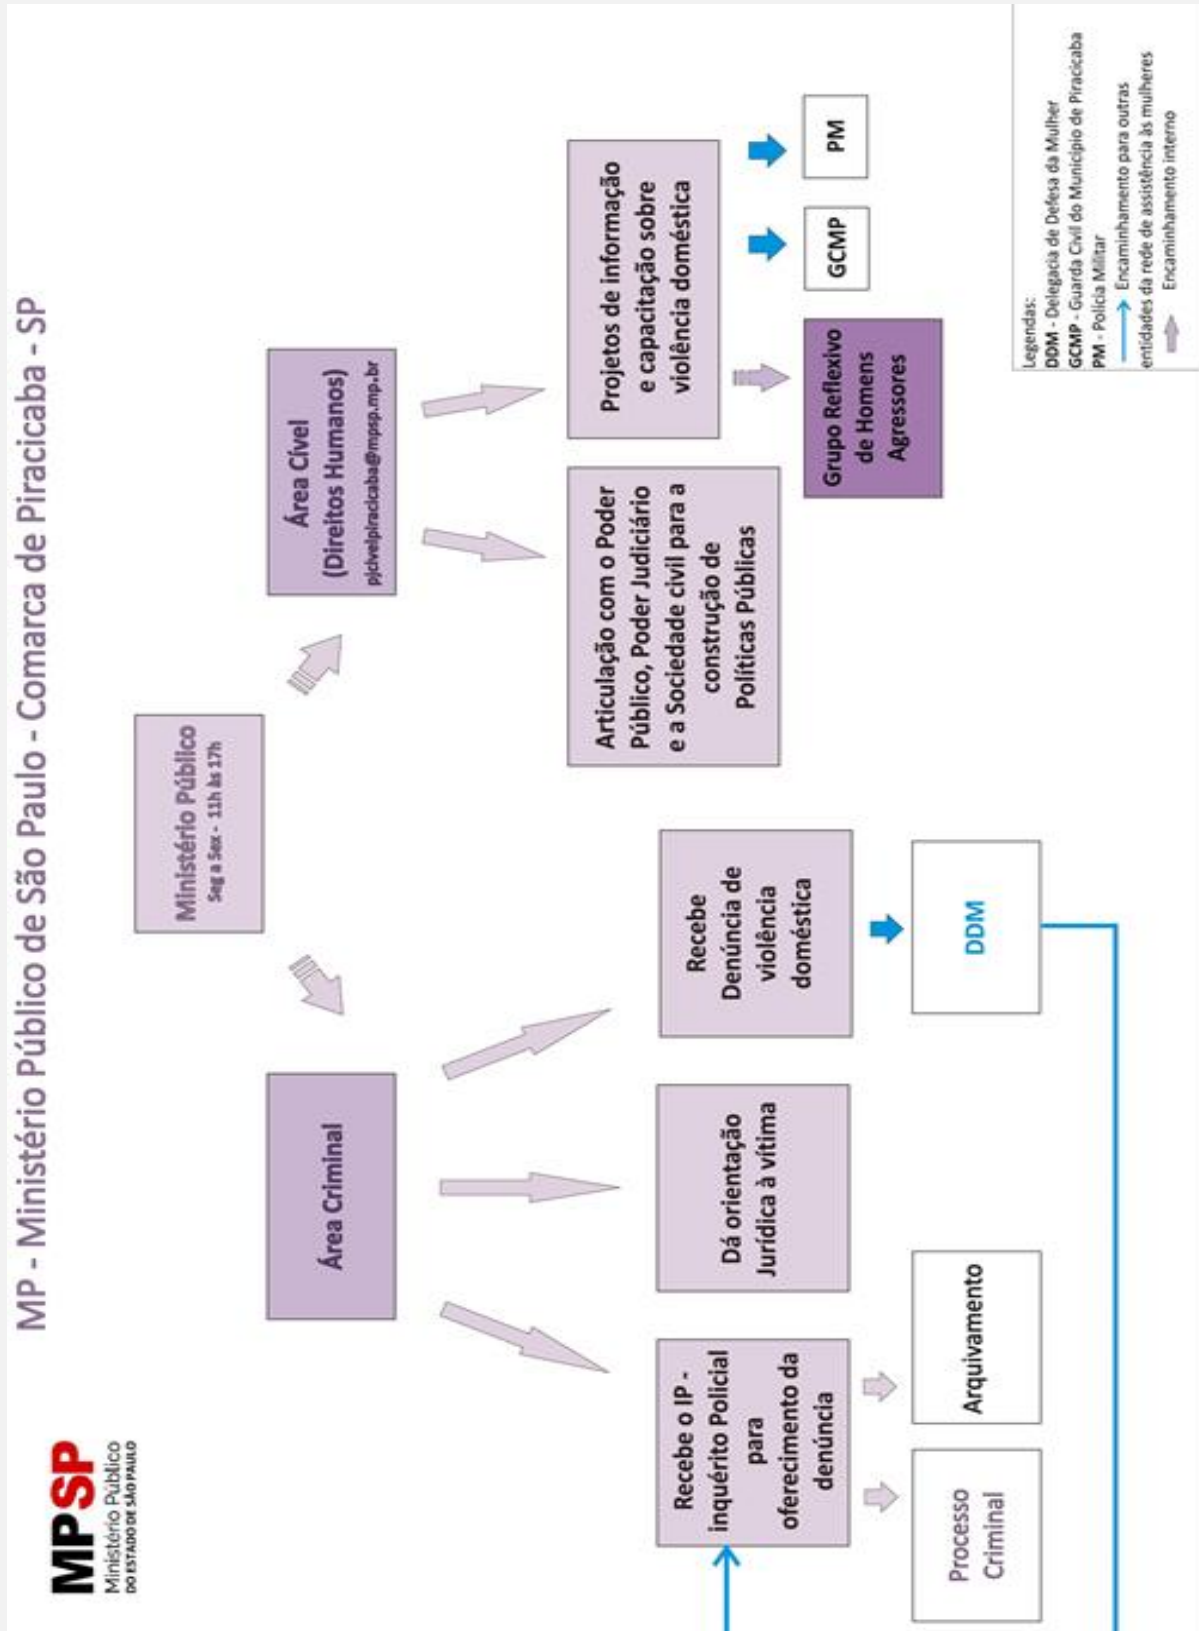 MP - Ministério Público de São Paulo - Comarca de Piracicaba - SP
MPSP
Ministério Público
DO ESTADO DE SÃO PAULO
Ministério Público
Seg a Sex - 11h às 17h
Área Criminal
Área Cível
(Direitos Humanos)
pjcivelpiracicaba@mpsp.mp.br
Recebe o IP -
inquérito Policial
para
oferecimento da
denúncia
Dá orientação
Jurídica à vítima
Recebe
Denúncia de
violência
doméstica
Articulação com o Poder
Público, Poder Judiciário
e a Sociedade civil para a
construção de
Políticas Públicas
Projetos de informação
e capacitação sobre
violência doméstica
Processo
Criminal
Arquivamento
DDM
Grupo Reflexivo
de Homens
Agressores
GCMP
PM
Legendas:
DDM - Delegacia de Defesa da Mulher
GCMP - Guarda Civil do Município de Piracicaba
PM - Polícia Militar
Encaminhamento para outras
entidades da rede de assistência às mulheres
Encaminhamento interno